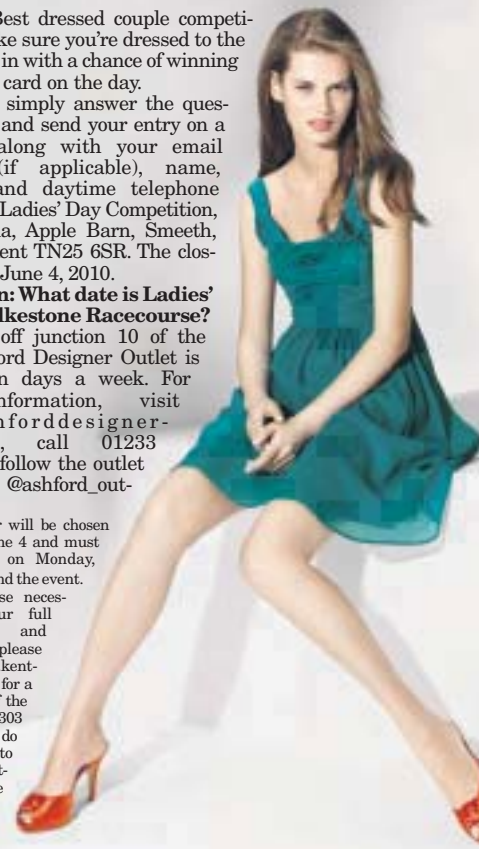 Best dressed couple competi-
ke sure you're dressed to the
in with a chance of winning
card on the day.
simply answer the ques-
and send your entry on a
along with your email
(if applicable), name,
and daytime telephone
Ladies' Day Competition,
a, Apple Barn, Smeeth,
ent TN25 6SR. The clos-
June 4, 2010.
n: What date is Ladies'
lkestone Racecourse?
off junction 10 of the
ord Designer Outlet is
n days a week. For
nformation, visit
hforddesigner-
, call 01233
follow the outlet
@ashford_out-
r will be chosen
ne 4 and must
on Monday,
nd the event.
se neces-
ur full
and
please
kent-
for a
f the
303
do
to
t-
e